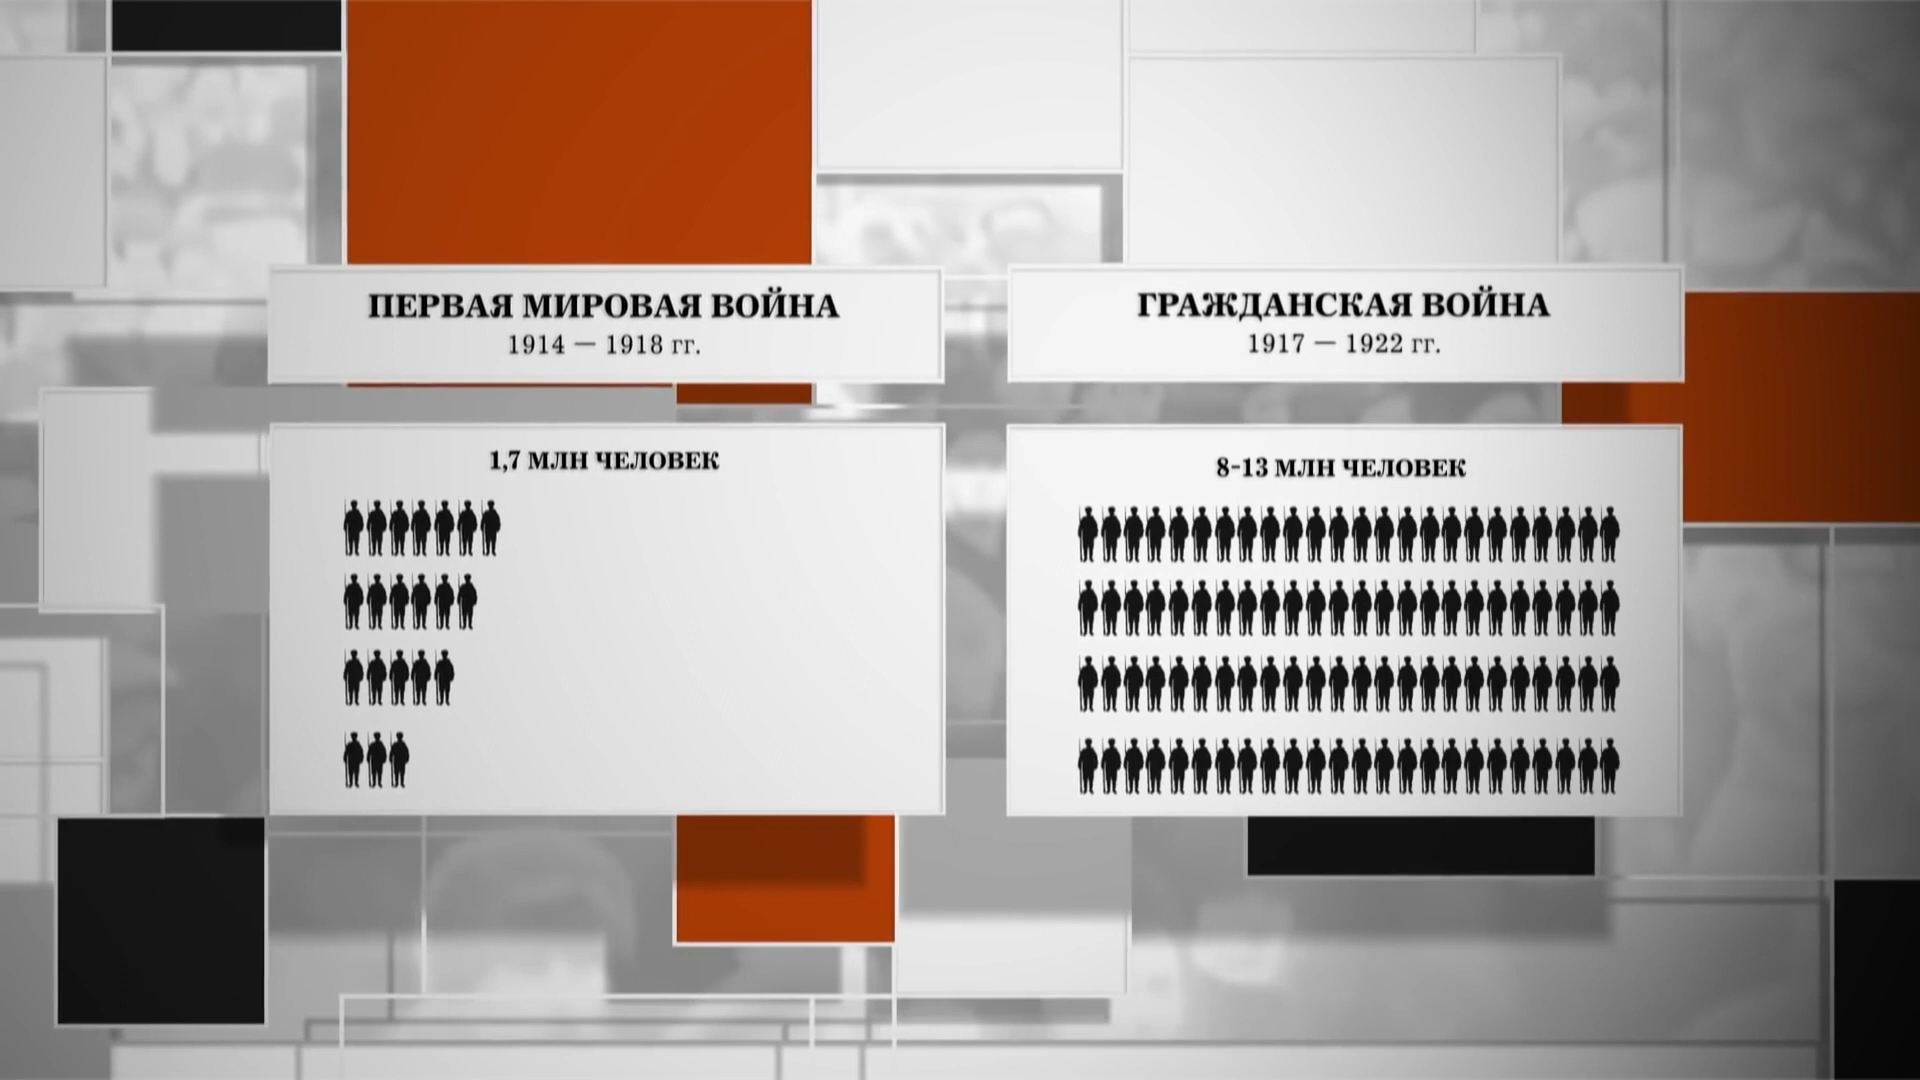 ПЕРВАЯ МИРОВАЯ ВОЙНА
1914 — 1918 гг.
1,7 МЛН ЧЕЛОВЕК
ГРАЖДАНСКАЯ ВОЙНА
1917 — 1922 гг.
8-13 МЛН ЧЕЛОВЕК